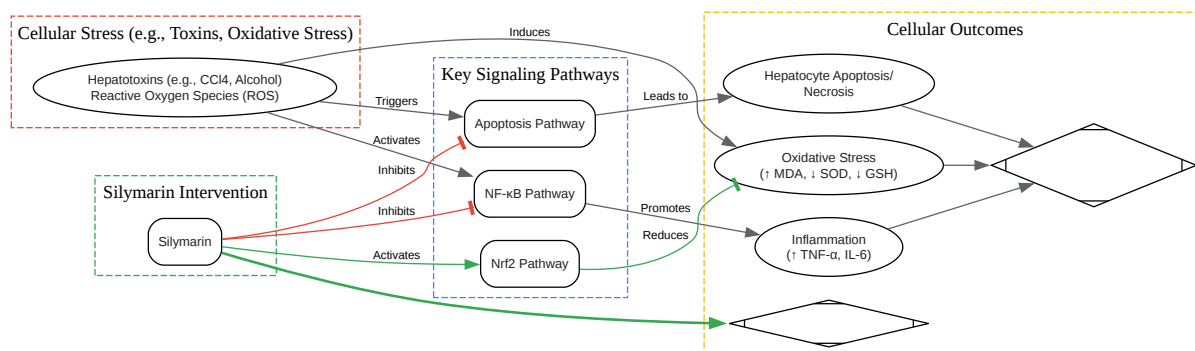 Cellular Stress (e.g., Toxins, Oxidative Stress)
Hepatotoxins (e.g., CCl4, Alcohol)
Reactive Oxygen Species (ROS)
Silymarin Intervention
Silymarin
Induces
Triggers
Activates
Inhibits
Inhibits
Activates
Key Signaling Pathways
Apoptosis Pathway
NF-κB Pathway
Nrf2 Pathway
Leads to
Promotes
Reduces
Cellular Outcomes
Hepatocyte Apoptosis/
Necrosis
Oxidative Stress
(↑ MDA, ↓ SOD, ↓ GSH)
Inflammation
(↑ TNF-α, IL-6)